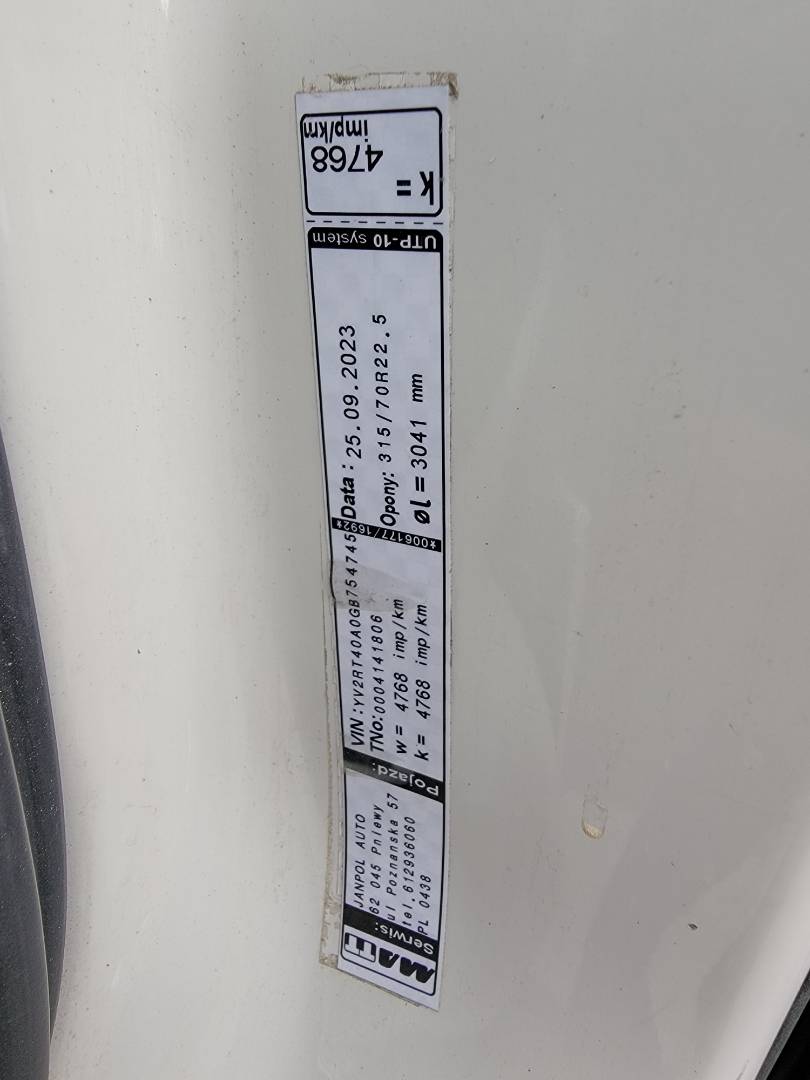 MATT
Serwis:
JANPOL AUTO
62 045 Pniewy
ul Poznanska 57
tel.612936060
PL 0438
Pojazd:
VIN:YV2RT40A0GB754745
TNo:0004141806
w= 4768 imp/km
k= 4768 imp/km
*006177/1692*
Data: 25.09.2023
Opony: 315/70R22.5
øl = 3041 mm
UTP-10 system
k=
4768
imp/km